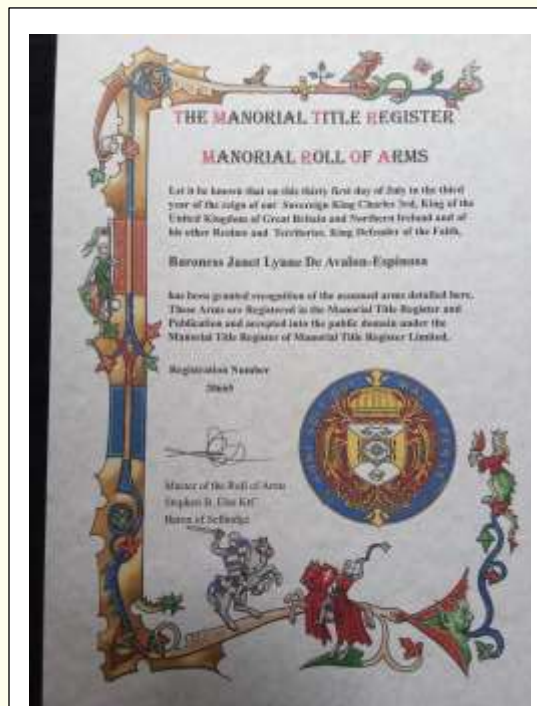 THE MANORIAL TITLE REGISTER
MANORIAL ROLL OF ARMS
Let it be known that on this thirty first day of July in the third
year of the reign of our Sovereign King Charles 3rd, King of the
United Kingdom of Great Britain and Northern Ireland and of
his other Realms and Territories, King Defender of the Faith,
Baroness Janet Lynne De Avalon-Espinosa
has been granted recognition of the assumed arms detailed here.
These Arms are Registered in the Manorial Title Register and
Publication and accepted into the public domain under the
Manorial Title Register of Manorial Title Register Limited.
Registration Number
Master of the Roll of Arms
Stephen B.
Baron of